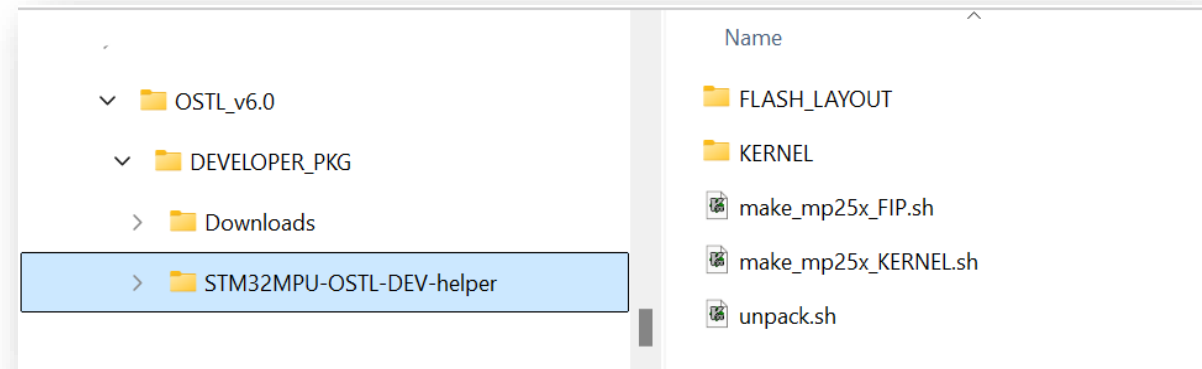 OSTL_v6.0
DEVELOPER_PKG
Downloads
STM32MPU-OSTL-DEV-helper
Name
FLASH_LAYOUT
KERNEL
make_mp25x_FIP.sh
make_mp25x_KERNEL.sh
unpack.sh